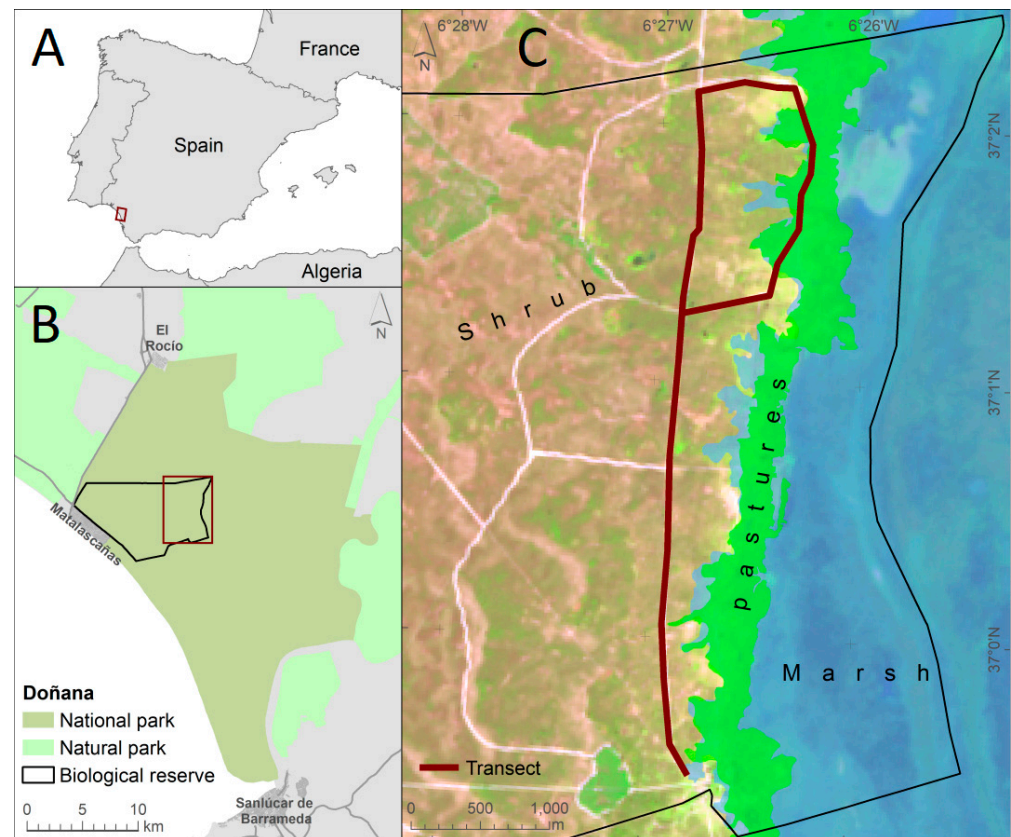 A
France
Spain
Algeria
B
N
El
Rocío
Matalascañas
Doñana
National park
Natural park
Biological reserve
0 5 10
km
Sanlúcar de
Barrameda
C
N
6°28'W
6°27'W
6°26'W
37°2'N
37°1'N
37°0'N
Shrub
pastures
Marsh
Transect
0 500 1,000
m